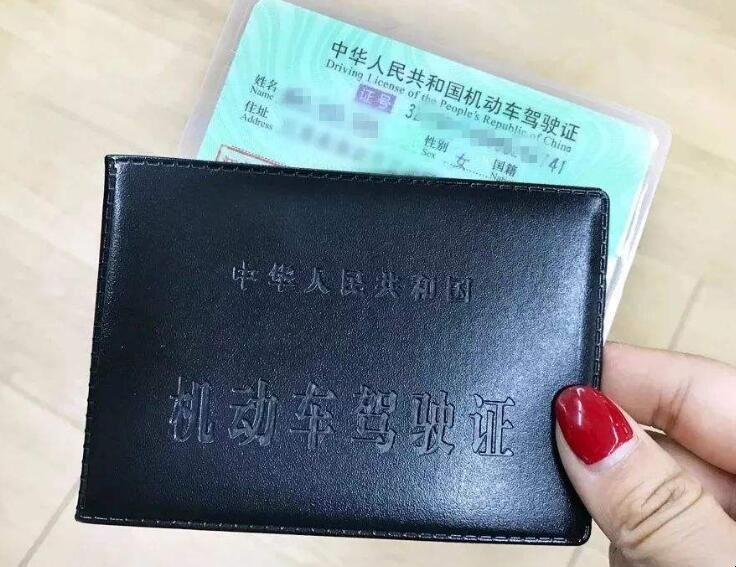 中华人民共和国机动车驾驶证
Driving License of the People's Republic of China
姓名
Name
证号
住址
Address
性别
Sex
女
国籍
中华人民共和国
机动车驾驶证